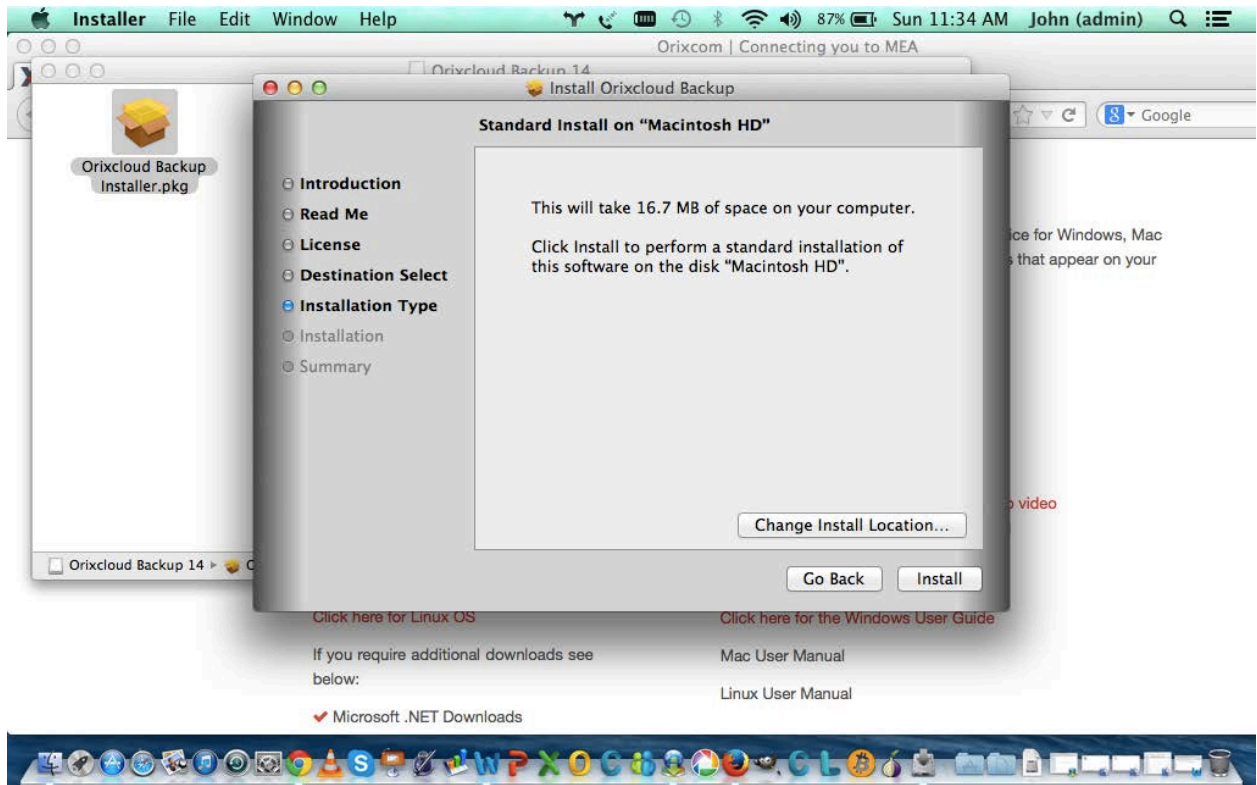 Installer File Edit Window Help 87% Sun 11:34 AM John (admin)
Orixcom | Connecting you to MEA
Orixcloud Backup 14
Install Orixcloud Backup
Google
Standard Install on “Macintosh HD”
Orixcloud Backup
Installer.pkg
Introduction
Read Me
License
Destination Select
Installation Type
Installation
Summary
This will take 16.7 MB of space on your computer.
Click Install to perform a standard installation of
this software on the disk “Macintosh HD”.
Change Install Location...
Go Back Install
for Windows, Mac
that appear on your
video
Orixcloud Backup 14
Click here for Linux OS
If you require additional downloads see
below:
Microsoft .NET Downloads
Click here for the Windows User Guide
Mac User Manual
Linux User Manual